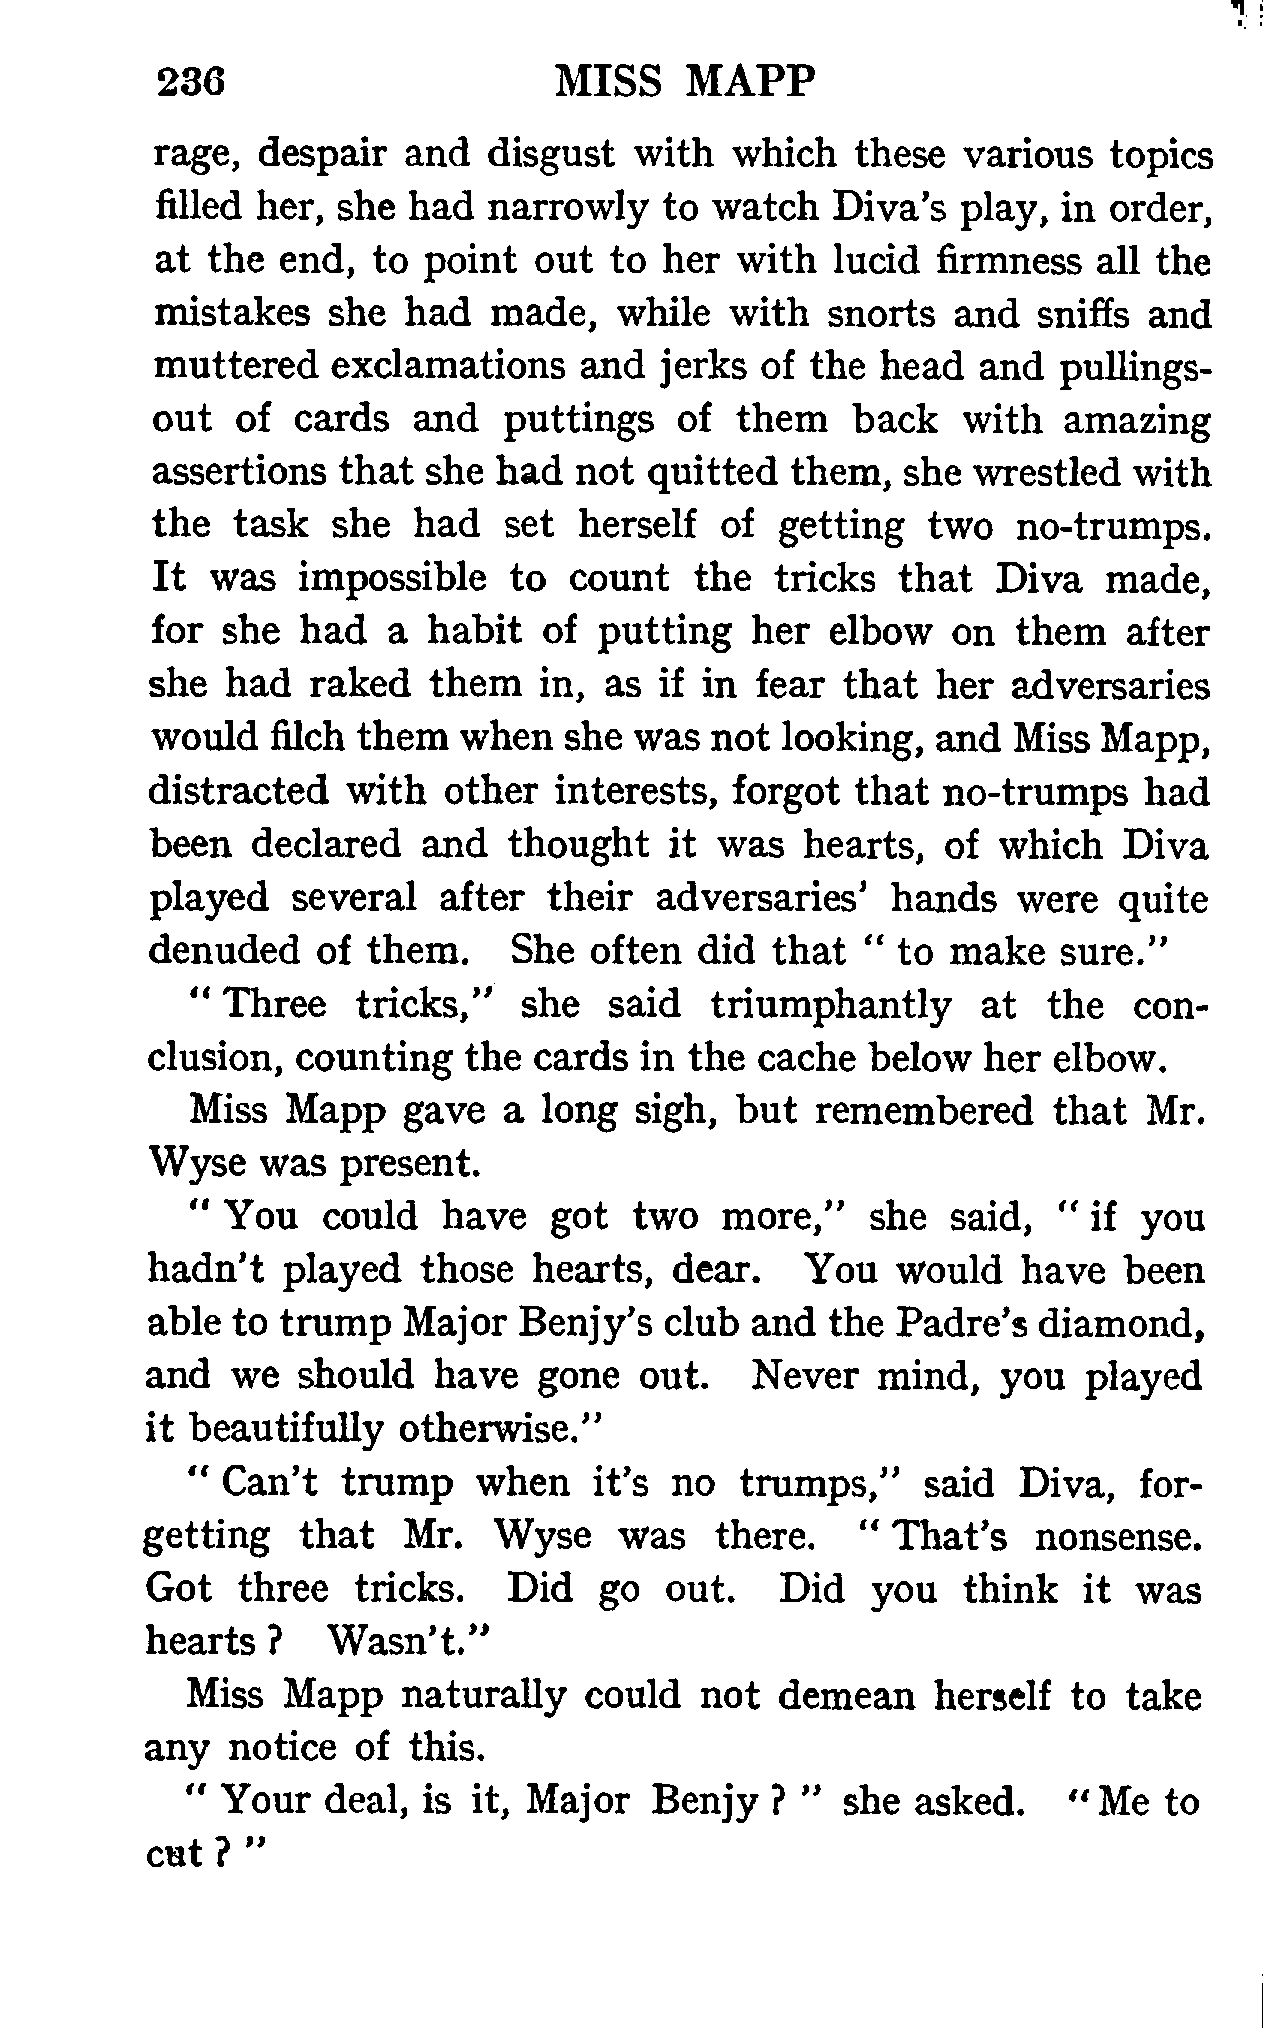 236 MISS MAPP
rage, despair and disgust with which these various topics
filled her, she had narrowly to watch Diva's play, in order,
at the end, to point out to her with lucid firmness all the
mistakes she had made, while with snorts and sniffs and
muttered exclamations and jerks of the head and pullings-
out of cards and puttings of them back with amazing
assertions that she had not quitted them, she wrestled with
the task she had set herself of getting two no-trumps.
It was impossible to count the tricks that Diva made,
for she had a habit of putting her elbow on them after
she had raked them in, as if in fear that her adversaries
would filch them when she was not looking, and Miss Mapp,
distracted with other interests, forgot that no-trumps had
been declared and thought it was hearts, of which Diva
played several after their adversaries' hands were quite
denuded of them. She often did that " to make sure."
" Three tricks," she said triumphantly at the con-
clusion, counting the cards in the cache below her elbow.
Miss Mapp gave a long sigh, but remembered that Mr.
Wyse was present.
" You could have got two more," she said, " if you
hadn't played those hearts, dear. You would have been
able to trump Major Benjy's club and the Padre's diamond,
and we should have gone out. Never mind, you played
it beautifully otherwise."
" Can't trump when it's no trumps," said Diva, for-
getting that Mr. Wyse was there. " That's nonsense.
Got three tricks. Did go out. Did you think it was
hearts ? Wasn't."
Miss Mapp naturally could not demean herself to take
any notice of this.
" Your deal, is it, Major Benjy ? " she asked. " Me to
cut ? "